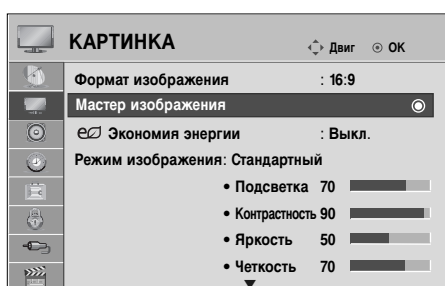 КАРТИНКА Двиг OK
Формат изображения : 16:9
Мастер изображения
Экономия энергии : Выкл.
Режим изображения: Стандартный
• Подсветка 70
• Контрастность 90
• Яркость 50
• Четкость 70